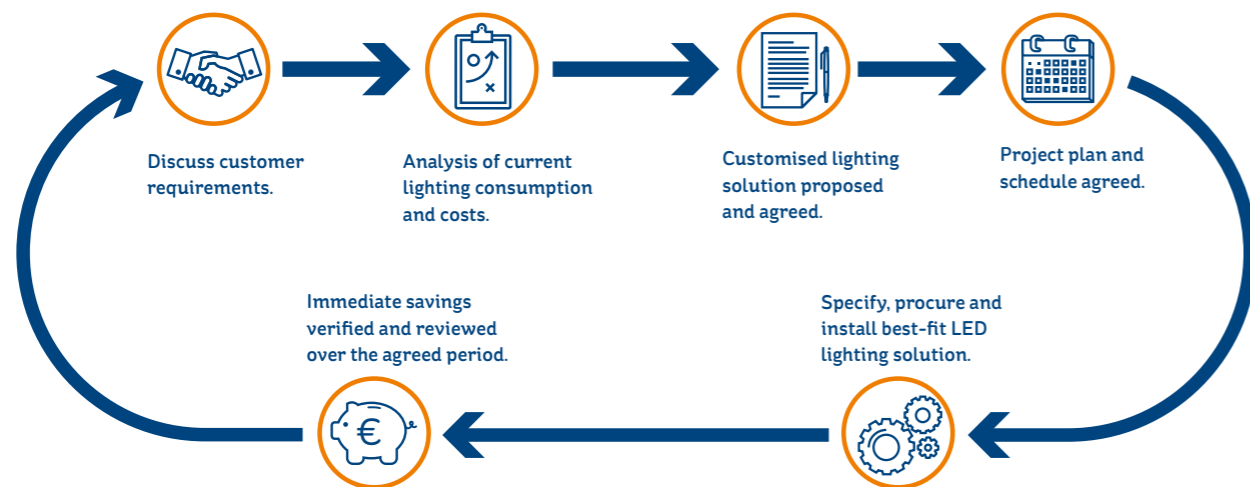 Discuss customer
requirements.
Analysis of current
lighting consumption
and costs.
Customised lighting
solution proposed
and agreed.
Project plan and
schedule agreed.
Specify, procure and
install best-fit LED
lighting solution.
Immediate savings
verified and reviewed
over the agreed period.
€